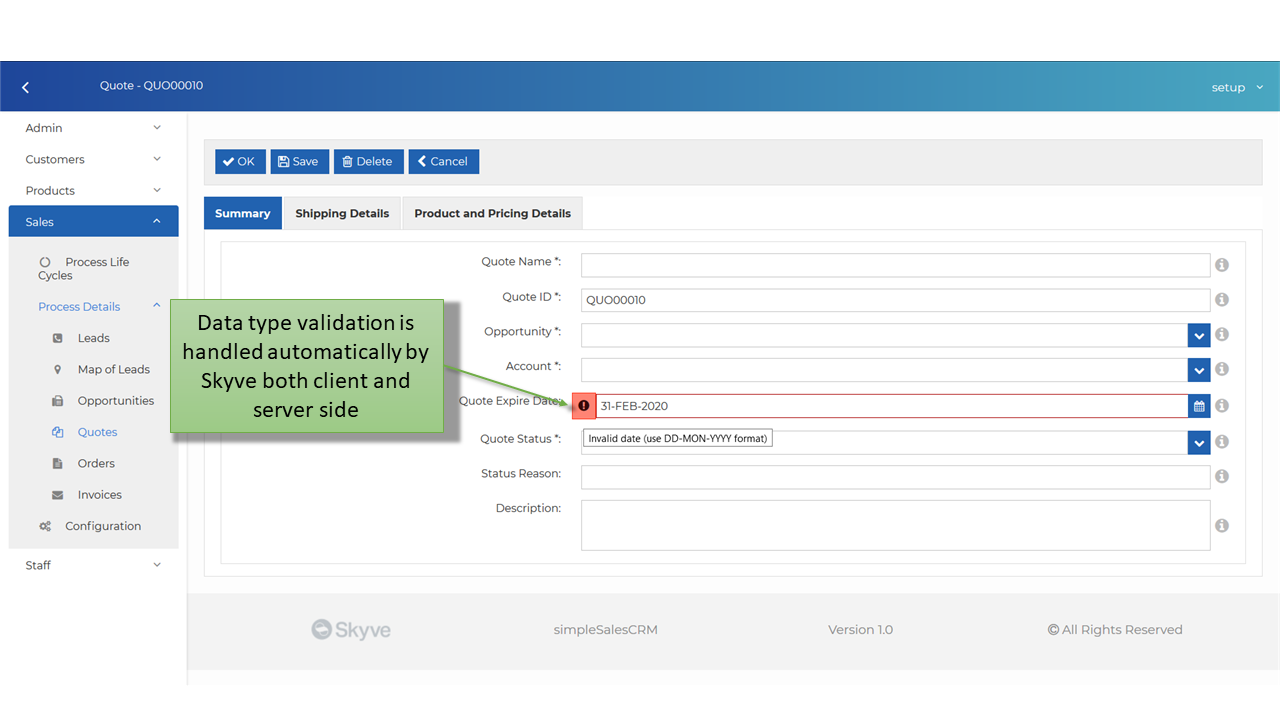 Quote - QUO00010
setup
Admin
Customers
Products
Sales
Process Life
Cycles
Process Details
Leads
Map of Leads
Opportunities
Quotes
Orders
Invoices
Configuration
Staff
OK
Save
Delete
Cancel
Summary
Shipping Details
Product and Pricing Details
Quote Name *:
Quote ID *:
QUO00010
Opportunity *:
Account *:
Quote Expire Date:
31-FEB-2020
Quote Status *:
Invalid date (use DD-MON-YYYY format)
Status Reason:
Description:
Data type validation is
handled automatically by
Skyve both client and
server side
Skyve
simpleSalesCRM
Version 1.0
© All Rights Reserved